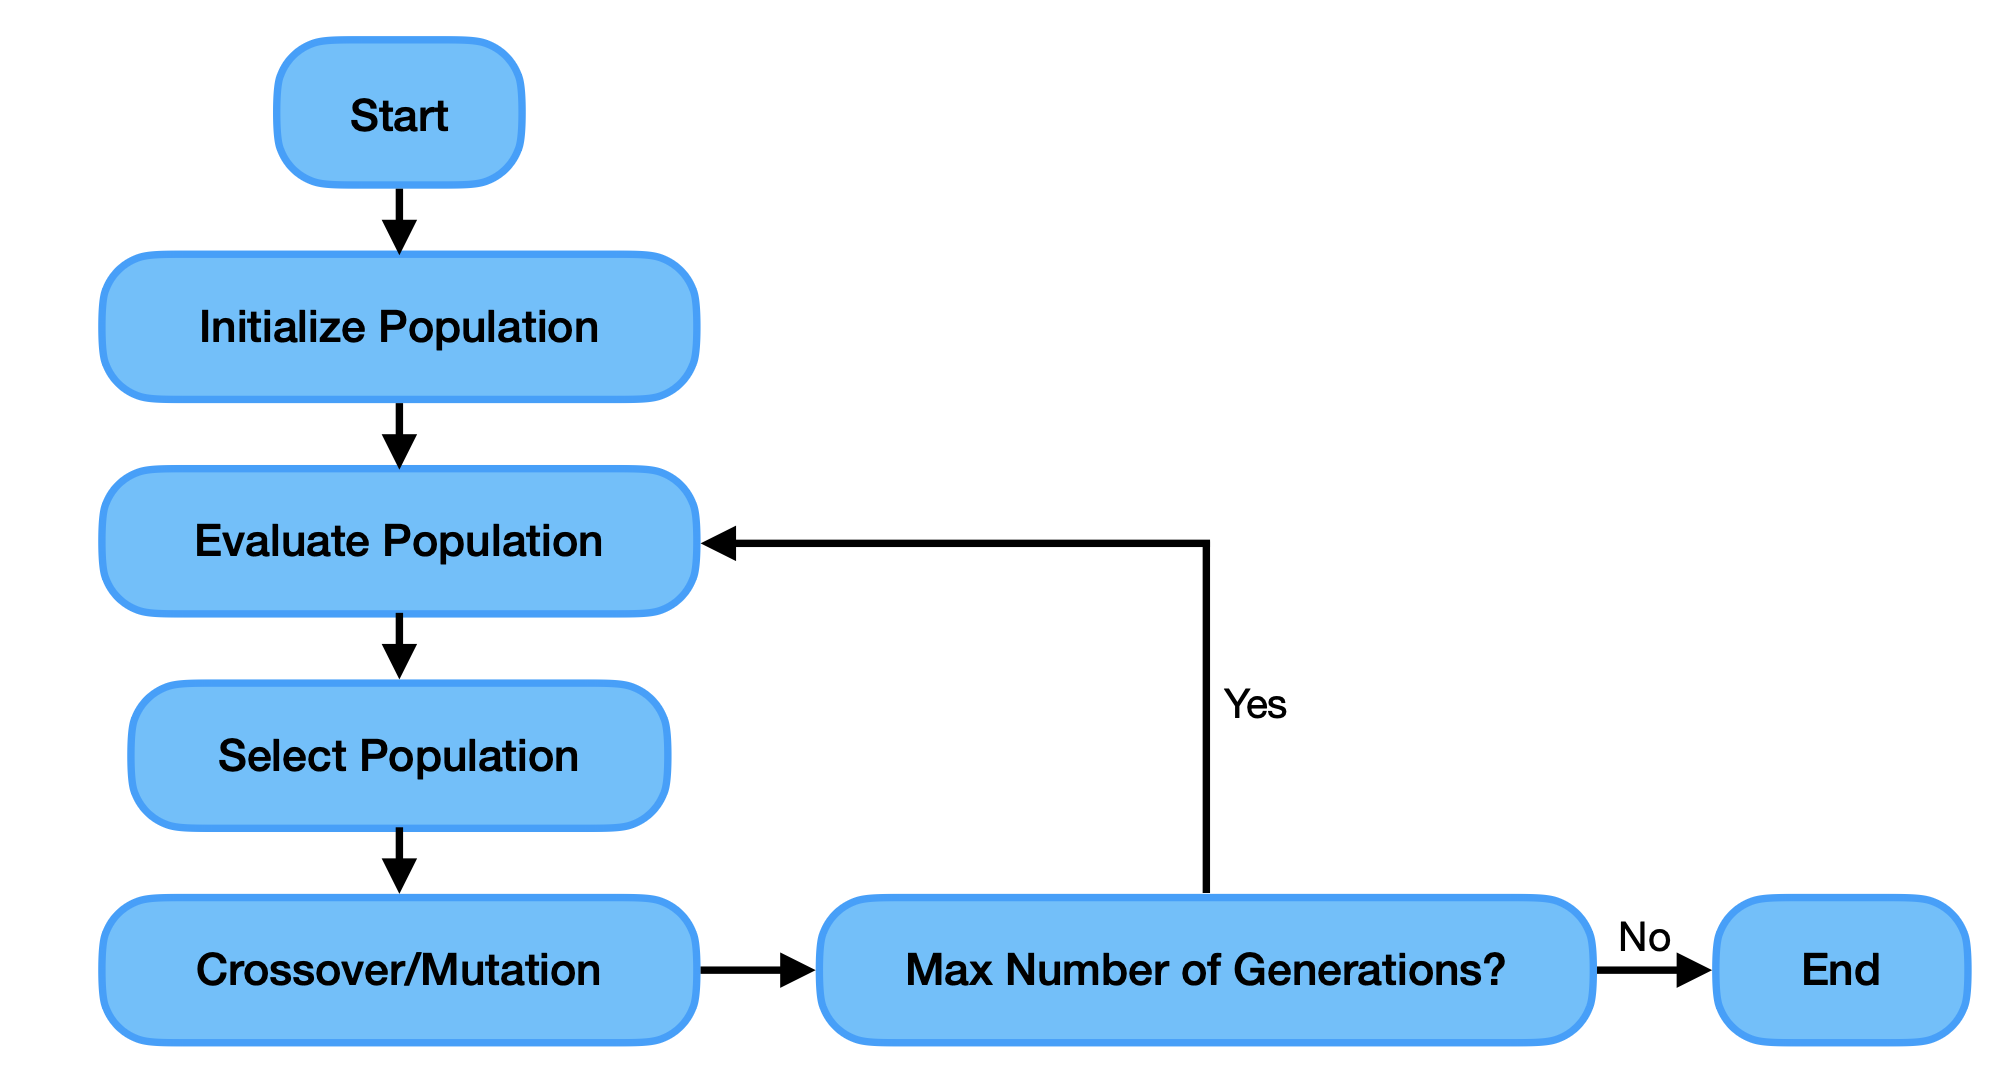 Start
Initialize Population
Evaluate Population
Yes
Select Population
Crossover/Mutation
Max Number of Generations?
No
End